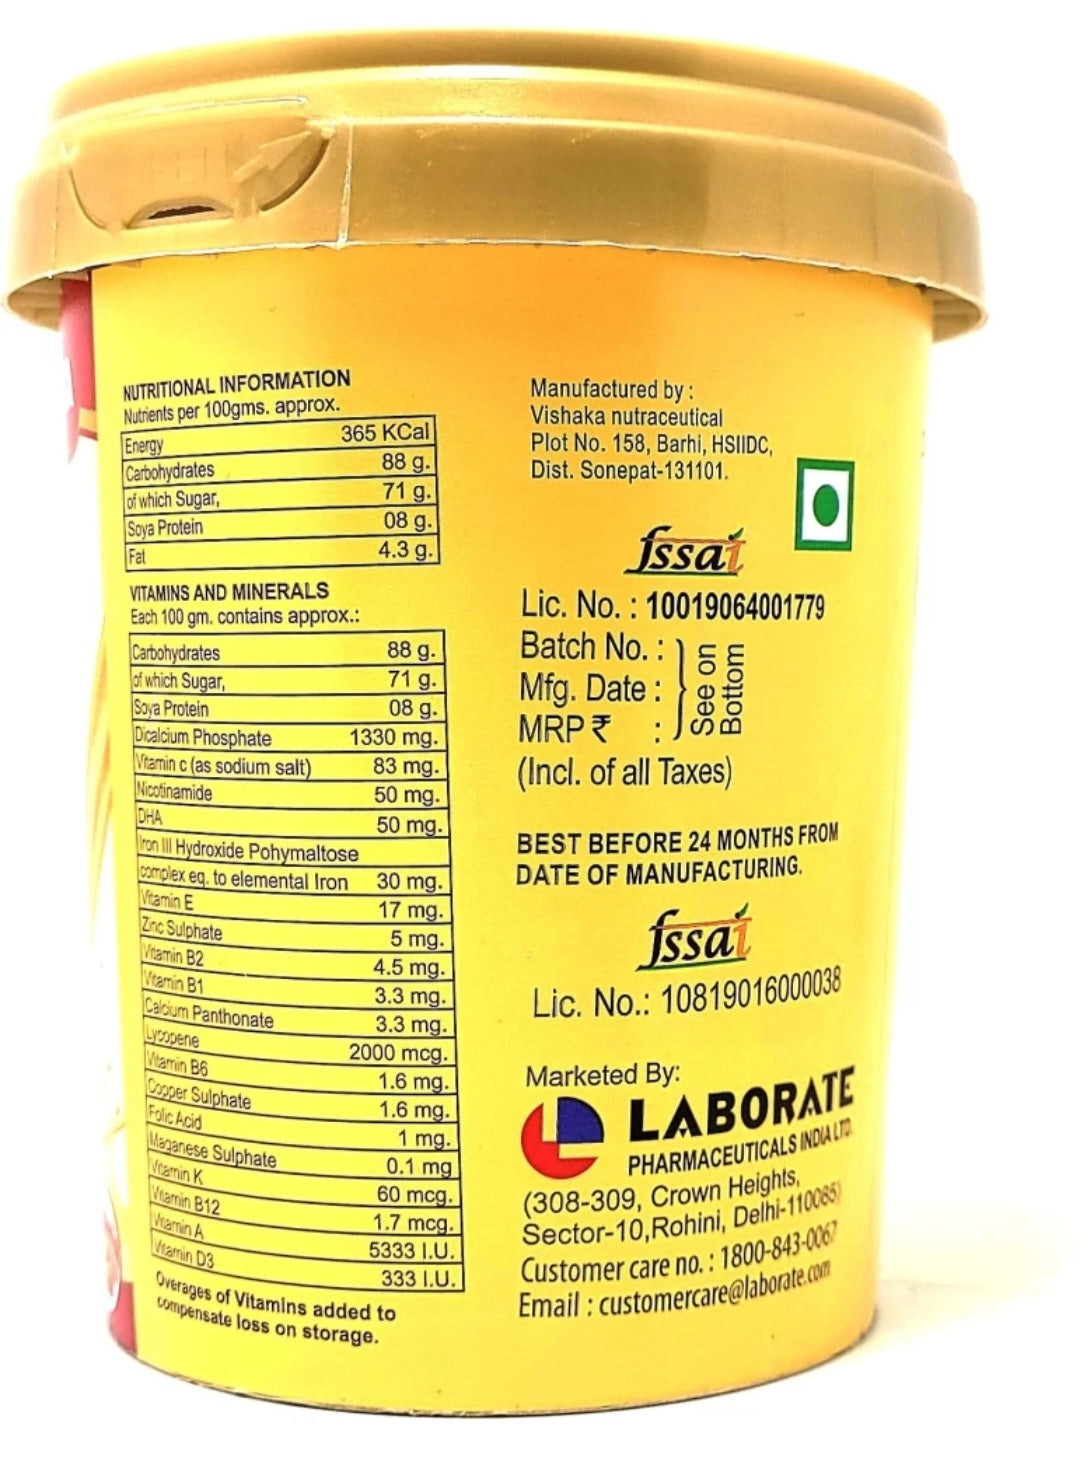 NUTRITIONAL INFORMATION
Nutrients per 100gms. approx.
Energy 365 KCal
Carbohydrates 88 g.
of which Sugar, 71 g.
Soya Protein 08 g.
Fat 4.3 g.
VITAMINS AND MINERALS
Each 100 gm. contains approx.:
Carbohydrates 88 g.
of which Sugar, 71 g.
Soya Protein 08 g.
Dicalcium Phosphate 1330 mg.
Vitamin c (as sodium salt) 83 mg.
Nicotinamide 50 mg.
DHA 50 mg.
Iron III Hydroxide Pohymaltose
complex eq. to elemental Iron 30 mg.
Vitamin E 17 mg.
Zinc Sulphate 5 mg.
Vitamin B2 4.5 mg.
Vitamin B1 3.3 mg.
Calcium Panthonate 3.3 mg.
Lycopene 2000 mcg.
Vitamin B6 1.6 mg.
Copper Sulphate 1.6 mg.
Folic Acid 1 mg.
Maganese Sulphate 0.1 mg
Vitamin K 60 mcg.
Vitamin B12 1.7 mcg.
Vitamin A 5333 I.U.
Vitamin D3 333 I.U.
Overages of Vitamins added to
compensate loss on storage.
Manufactured by :
Vishaka nutraceutical
Plot No. 158, Barhi, HSIIDC,
Dist. Sonepat-131101.
fssai
Lic. No. : 10019064001779
Batch No. :
Mfg. Date :
MRP ₹ :
See on
Bottom
(Incl. of all Taxes)
BEST BEFORE 24 MONTHS FROM
DATE OF MANUFACTURING.
fssai
Lic. No.: 10819016000038
Marketed By:
LABORATE
PHARMACEUTICALS INDIA LTD.
(308-309, Crown Heights,
Sector-10,Rohini, Delhi-110085)
Customer care no. : 1800-843-0067
Email : customercare@laborate.com